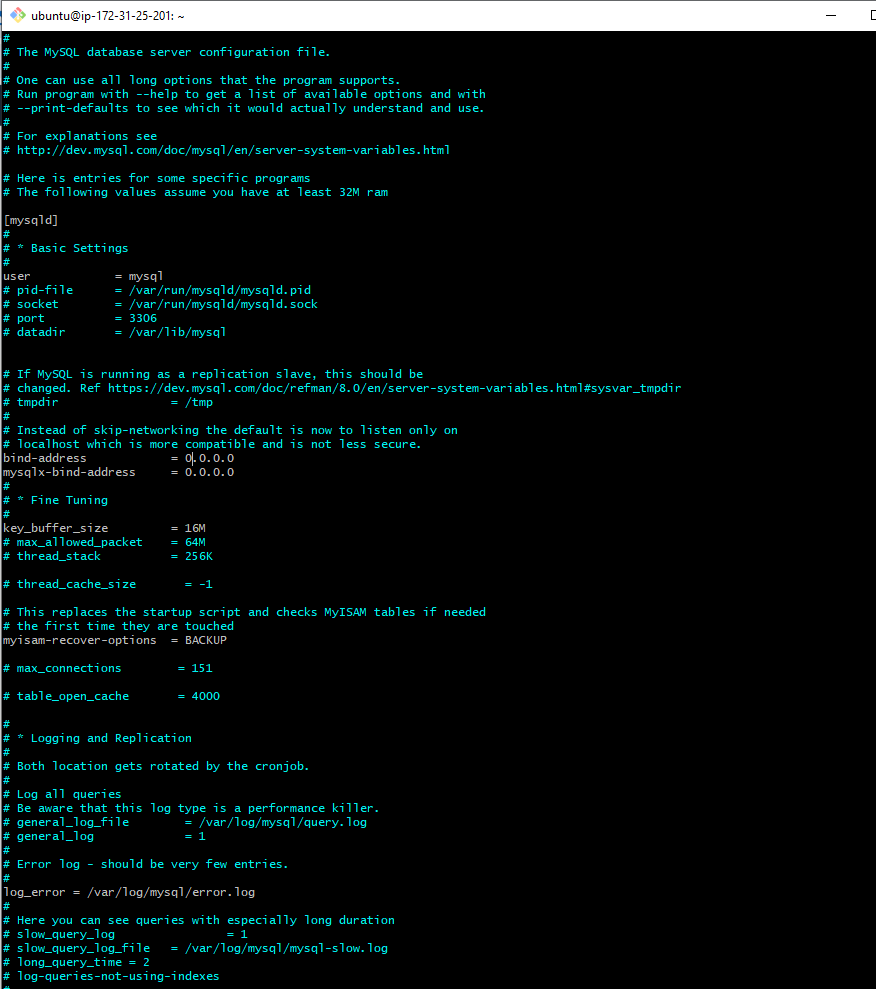 ubuntu@ip-172-31-25-201: ~
#
# The MySQL database server configuration file.
#
# One can use all long options that the program supports.
# Run program with --help to get a list of available options and with
# --print-defaults to see which it would actually understand and use.
#
# For explanations see
# http://dev.mysql.com/doc/mysql/en/server-system-variables.html

# Here is entries for some specific programs
# The following values assume you have at least 32M ram

[mysqld]
#
# * Basic Settings
#
user            = mysql
# pid-file      = /var/run/mysqld/mysqld.pid
# socket        = /var/run/mysqld/mysqld.sock
# port          = 3306
# datadir       = /var/lib/mysql


# If MySQL is running as a replication slave, this should be
# changed. Ref https://dev.mysql.com/doc/refman/8.0/en/server-system-variables.html#sysvar_tmpdir
# tmpdir                = /tmp
#
# Instead of skip-networking the default is now to listen only on
# localhost which is more compatible and is not less secure.
bind-address            = 0.0.0.0
mysqlx-bind-address     = 0.0.0.0
#
# * Fine Tuning
#
key_buffer_size         = 16M
# max_allowed_packet    = 64M
# thread_stack          = 256K

# thread_cache_size       = -1

# This replaces the startup script and checks MyISAM tables if needed
# the first time they are touched
myisam-recover-options  = BACKUP

# max_connections        = 151

# table_open_cache       = 4000

#
# * Logging and Replication
#
# Both location gets rotated by the cronjob.
#
# Log all queries
# Be aware that this log type is a performance killer.
# general_log_file        = /var/log/mysql/query.log
# general_log             = 1
#
# Error log - should be very few entries.
#
log_error = /var/log/mysql/error.log
#
# Here you can see queries with especially long duration
# slow_query_log                = 1
# slow_query_log_file   = /var/log/mysql/mysql-slow.log
# long_query_time = 2
# log-queries-not-using-indexes
#